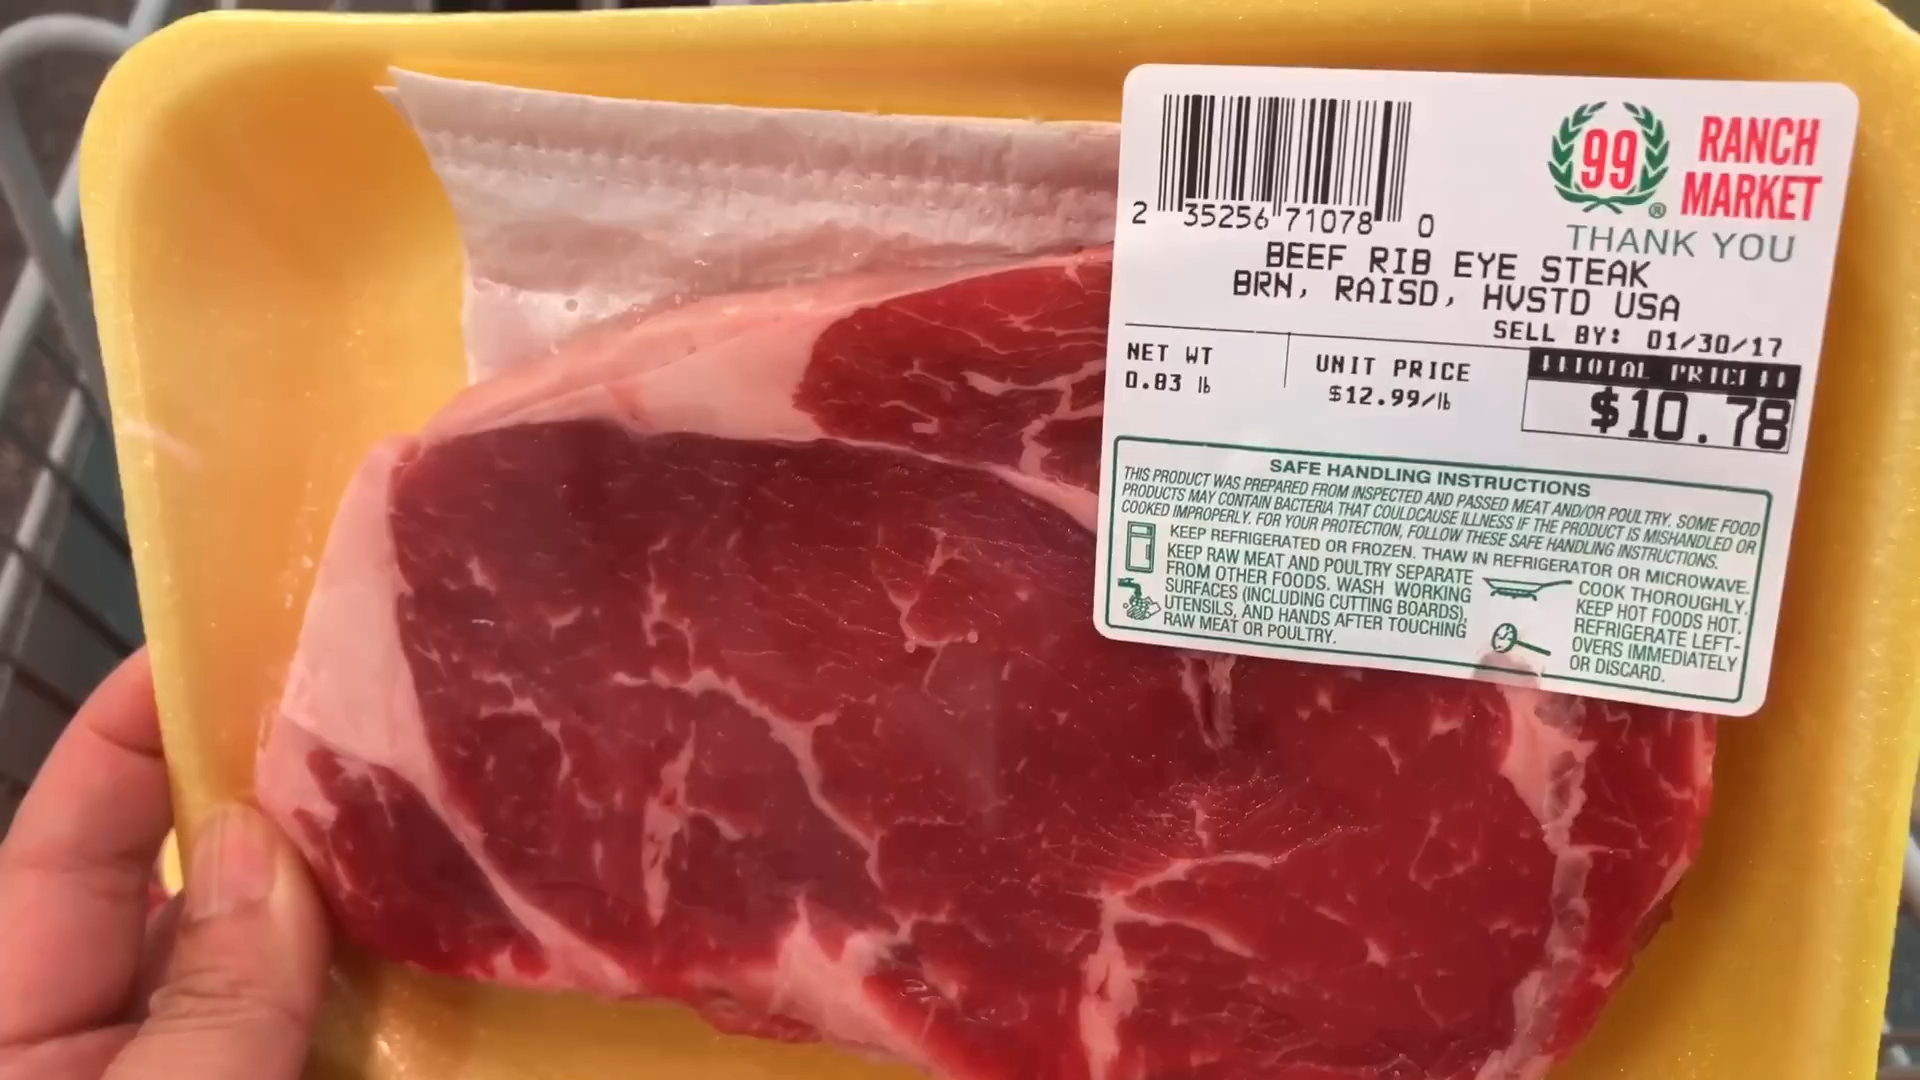 2 35256 71078 0
99 RANCH
MARKET
®
THANK YOU
BEEF RIB EYE STEAK
BRN, RAISD, HVSTD USA
SELL BY: 01/30/17
NET WT
0.83 lb
UNIT PRICE
$12.99/lb
TOTAL PRICE
$10.78
SAFE HANDLING INSTRUCTIONS
THIS PRODUCT WAS PREPARED FROM INSPECTED AND PASSED MEAT AND/OR POULTRY. SOME FOOD
PRODUCTS MAY CONTAIN BACTERIA THAT COULDCAUSE ILLNESS IF THE PRODUCT IS MISHANDLED OR
COOKED IMPROPERLY. FOR YOUR PROTECTION, FOLLOW THESE SAFE HANDLING INSTRUCTIONS.
KEEP REFRIGERATED OR FROZEN. THAW IN REFRIGERATOR OR MICROWAVE.
KEEP RAW MEAT AND POULTRY SEPARATE
FROM OTHER FOODS. WASH WORKING
SURFACES (INCLUDING CUTTING BOARDS),
UTENSILS, AND HANDS AFTER TOUCHING
RAW MEAT OR POULTRY.
COOK THOROUGHLY.
KEEP HOT FOODS HOT.
REFRIGERATE LEFT-
OVERS IMMEDIATELY
OR DISCARD.